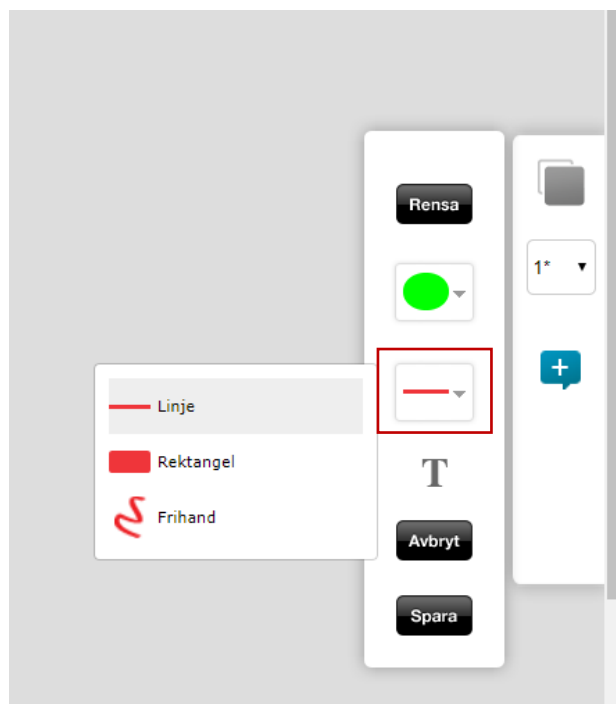 Rensa
1*
Linje
Rektangel
T
Frihand
Avbryt
Spara